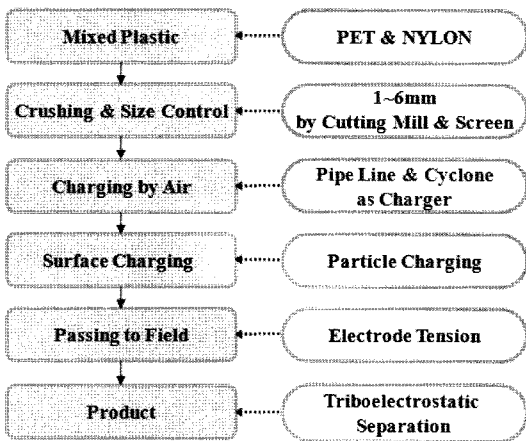 Mixed Plastic
PET & NYLON
Crushing & Size Control
1~6mm
by Cutting Mill & Screen
Charging by Air
Pipe Line & Cyclone
as Charger
Surface Charging
Particle Charging
Passing to Field
Electrode Tension
Product
Triboelectrostatic
Separation